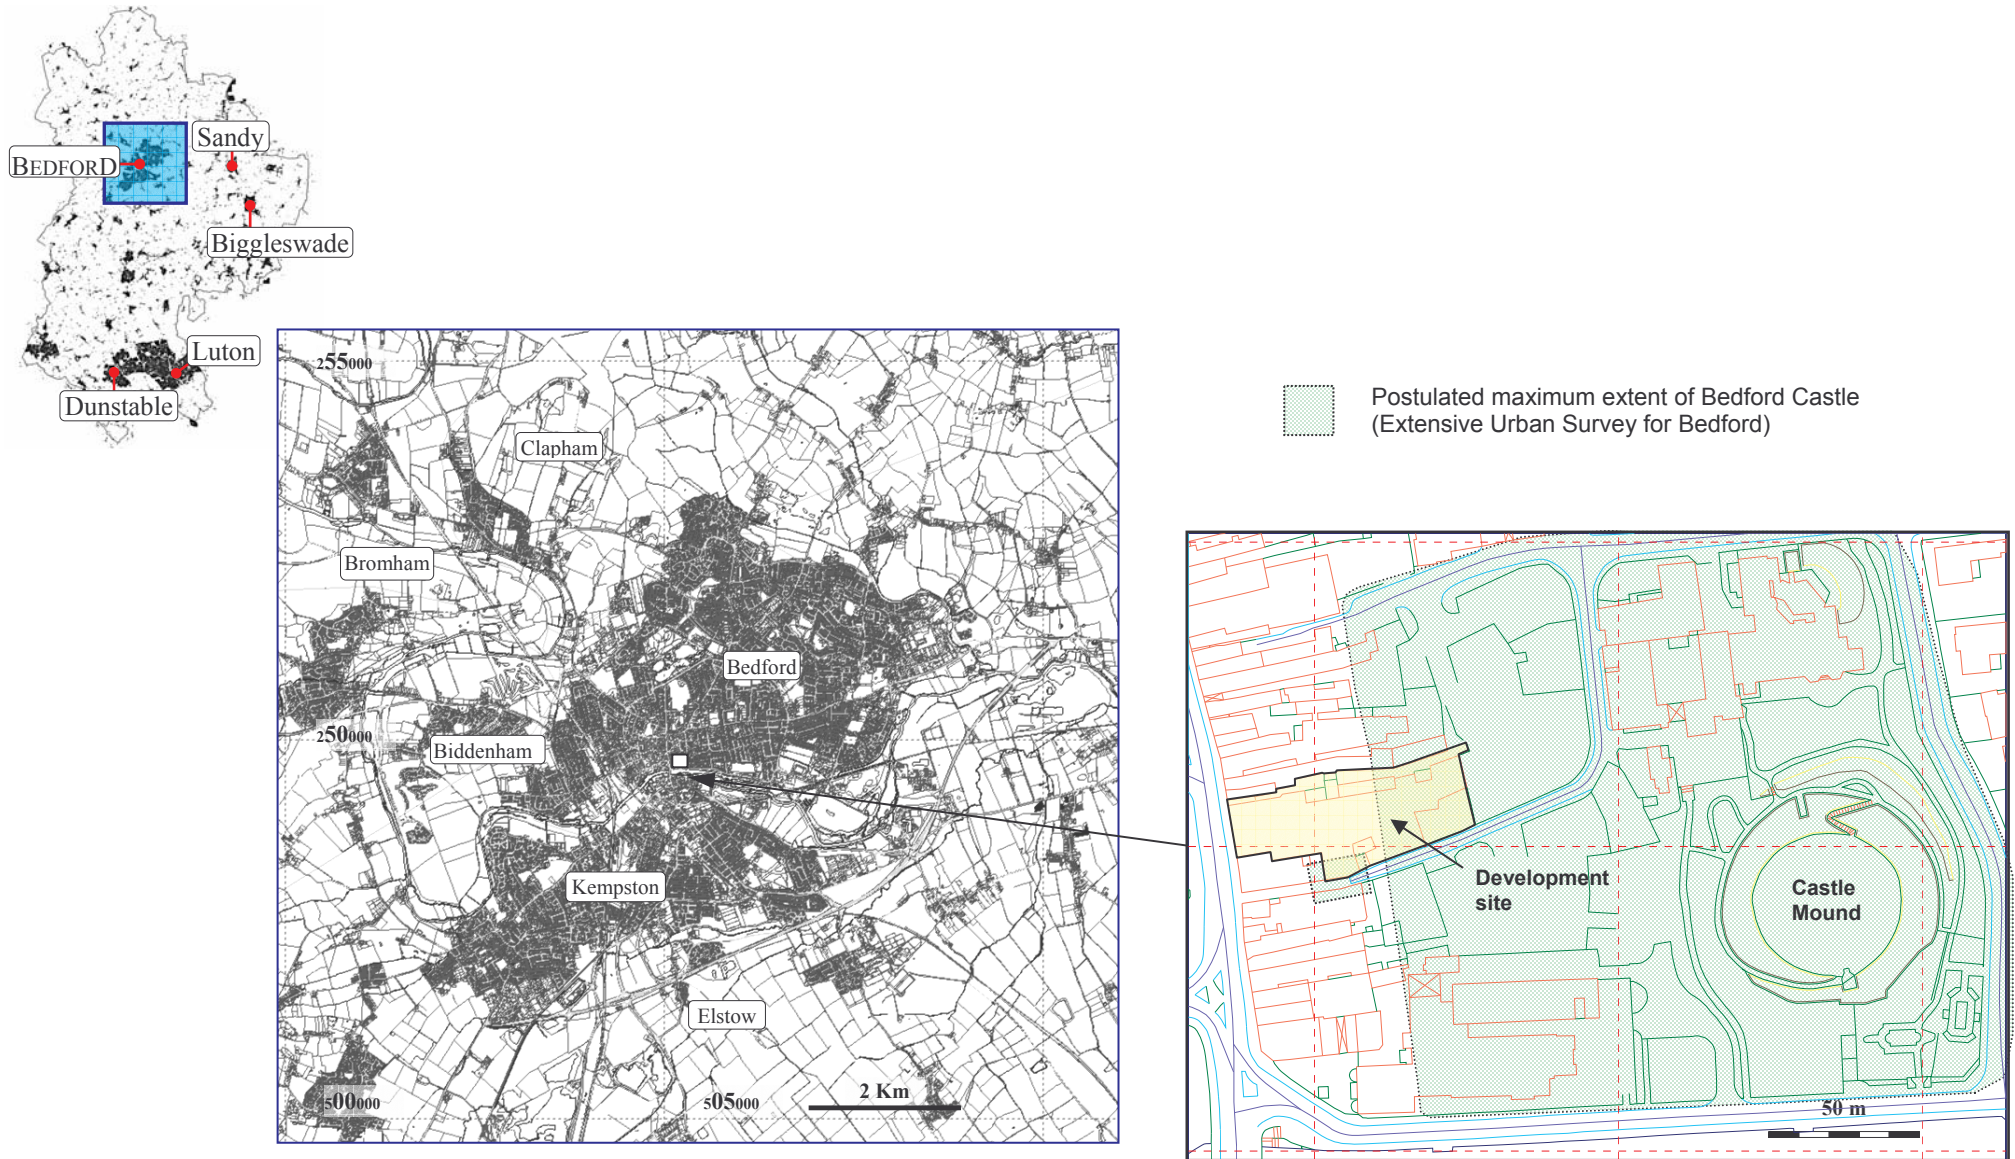 Sandy
BEDFORD
Biggleswade
Luton
Dunstable
255000
Clapham
Bromham
Bedford
250000
Biddenham
Kempston
Elstow
500000
505000
2 Km
Postulated maximum extent of Bedford Castle
(Extensive Urban Survey for Bedford)
Development
site
Castle
Mound
50 m